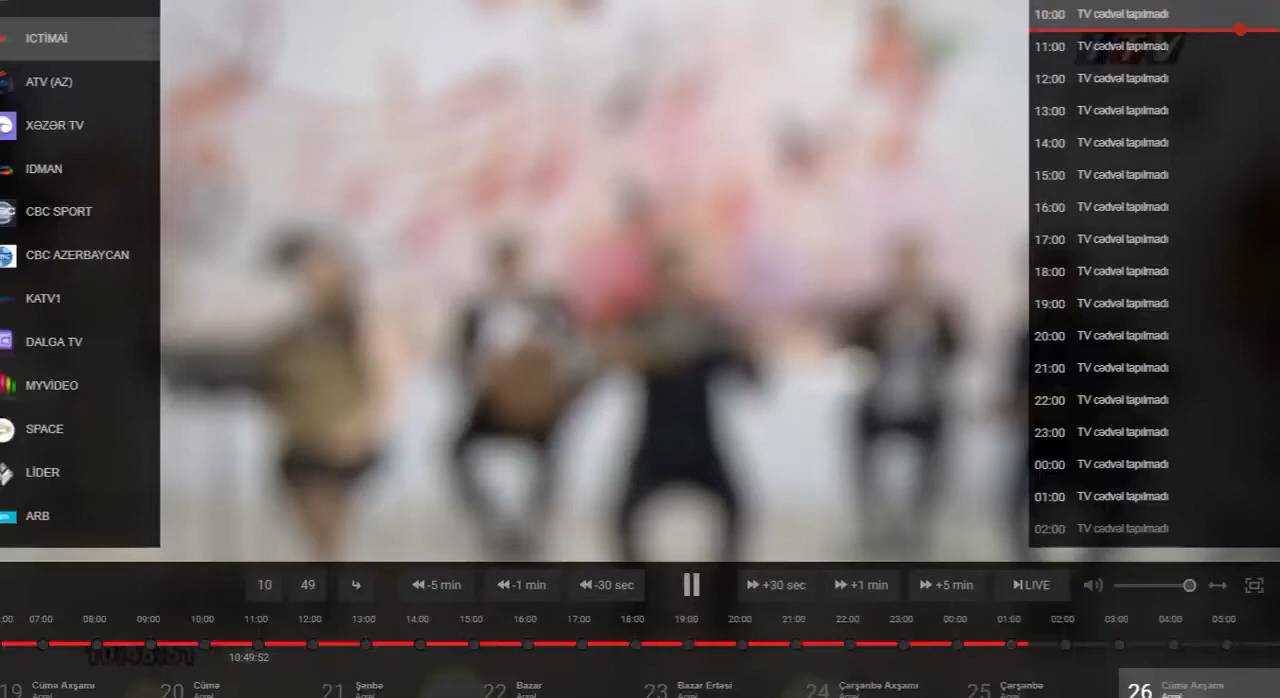 ICTİMAİ
ATV (AZ)
XƏZƏR TV
IDMAN
CBC SPORT
CBC AZERBAYCAN
KATV1
DALGA TV
MYVİDEO
SPACE
LİDER
ARB
10:00 TV cədvəl tapılmadı
11:00 TV cədvəl tapılmadı
12:00 TV cədvəl tapılmadı
13:00 TV cədvəl tapılmadı
14:00 TV cədvəl tapılmadı
15:00 TV cədvəl tapılmadı
16:00 TV cədvəl tapılmadı
17:00 TV cədvəl tapılmadı
18:00 TV cədvəl tapılmadı
19:00 TV cədvəl tapılmadı
20:00 TV cədvəl tapılmadı
21:00 TV cədvəl tapılmadı
22:00 TV cədvəl tapılmadı
23:00 TV cədvəl tapılmadı
00:00 TV cədvəl tapılmadı
01:00 TV cədvəl tapılmadı
02:00 TV cədvəl tapılmadı
İTV
10 49 -5 min -1 min -30 sec +30 sec +1 min +5 min LIVE
:00 07:00 08:00 09:00 10:00 11:00 12:00 13:00 14:00 15:00 16:00 17:00 18:00 19:00 20:00 21:00 22:00 23:00 00:00 01:00 02:00 03:00 04:00 05:00
10:49:52
19 Cümə Axşamı 20 Cümə 21 Şənbə 22 Bazar 23 Bazar Ertəsi 24 Çərşənbə Axşamı 25 Çərşənbə 26 Cümə Axşamı